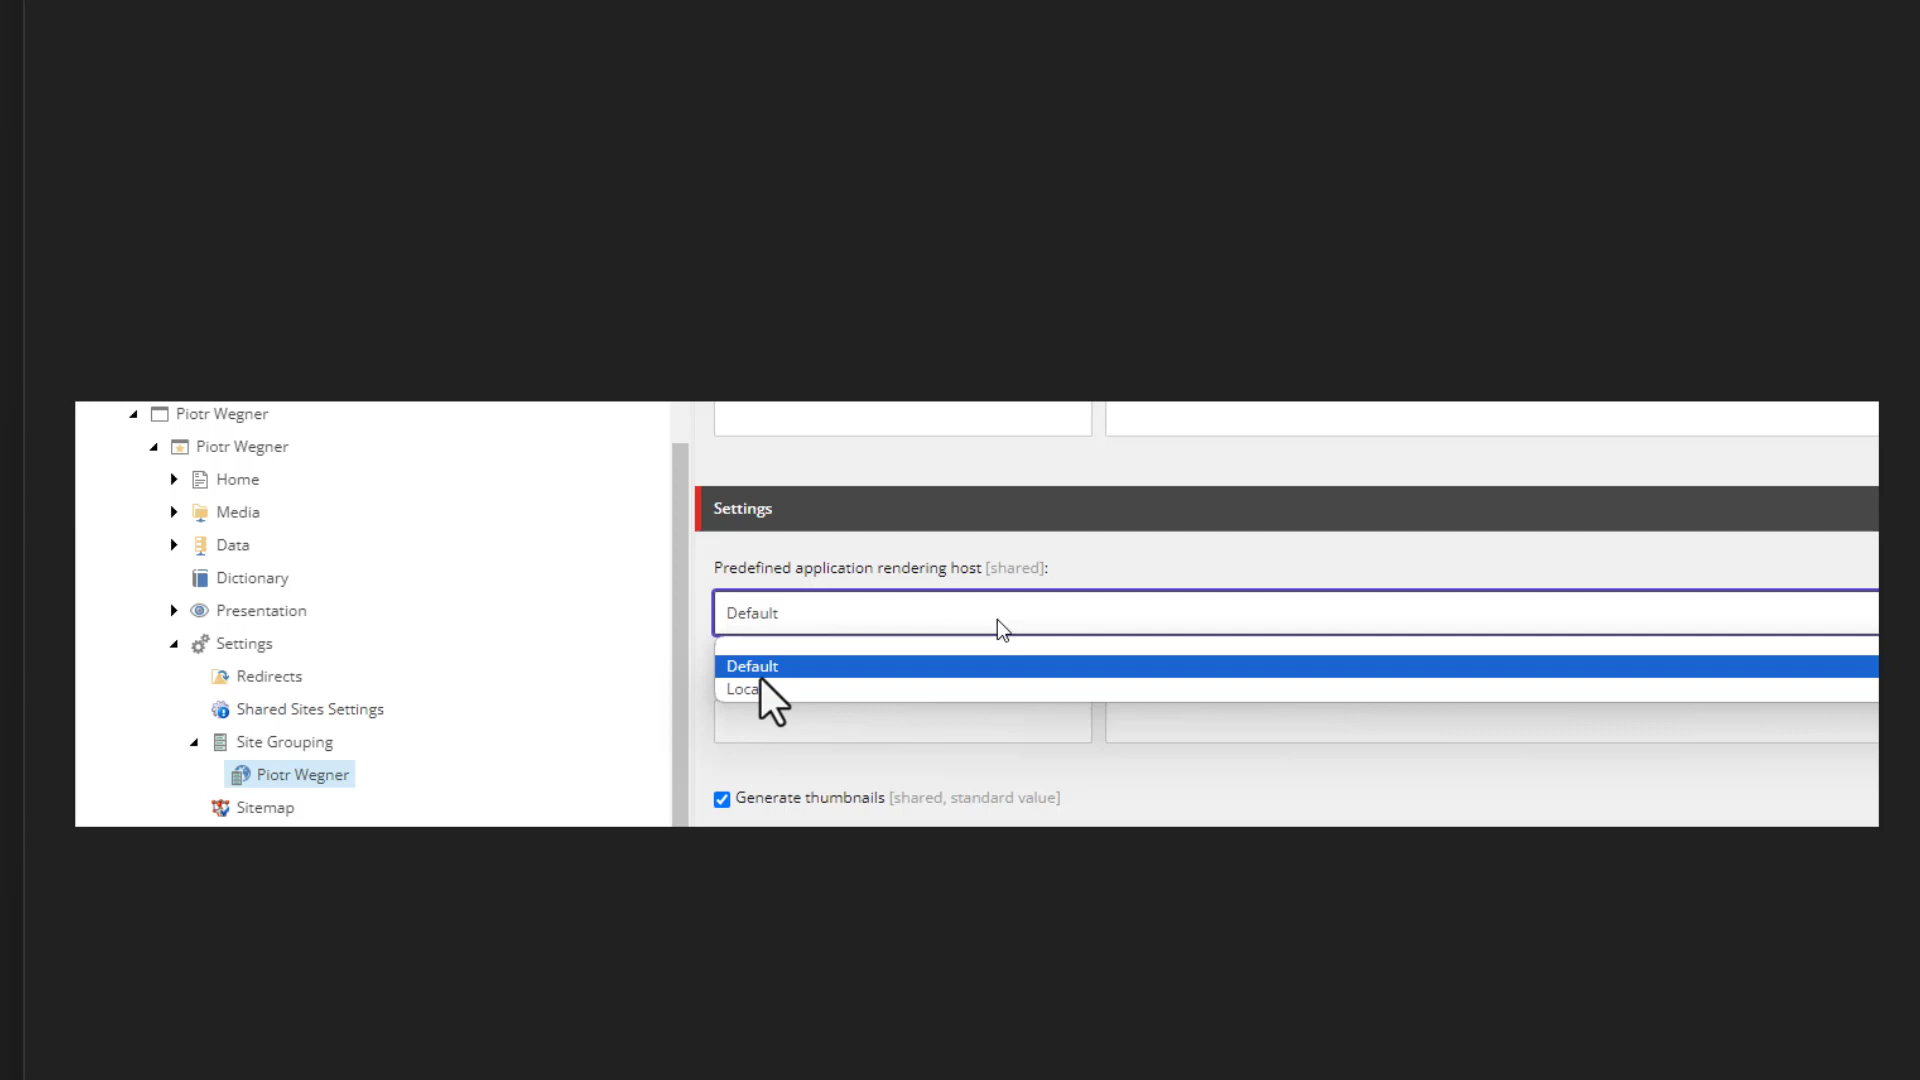 Piotr Wegner
Piotr Wegner
Home
Media
Data
Dictionary
Presentation
Settings
Redirects
Shared Sites Settings
Site Grouping
Piotr Wegner
Sitemap
Settings
Predefined application rendering host [shared]:
Default
Default
Generate thumbnails [shared, standard value]